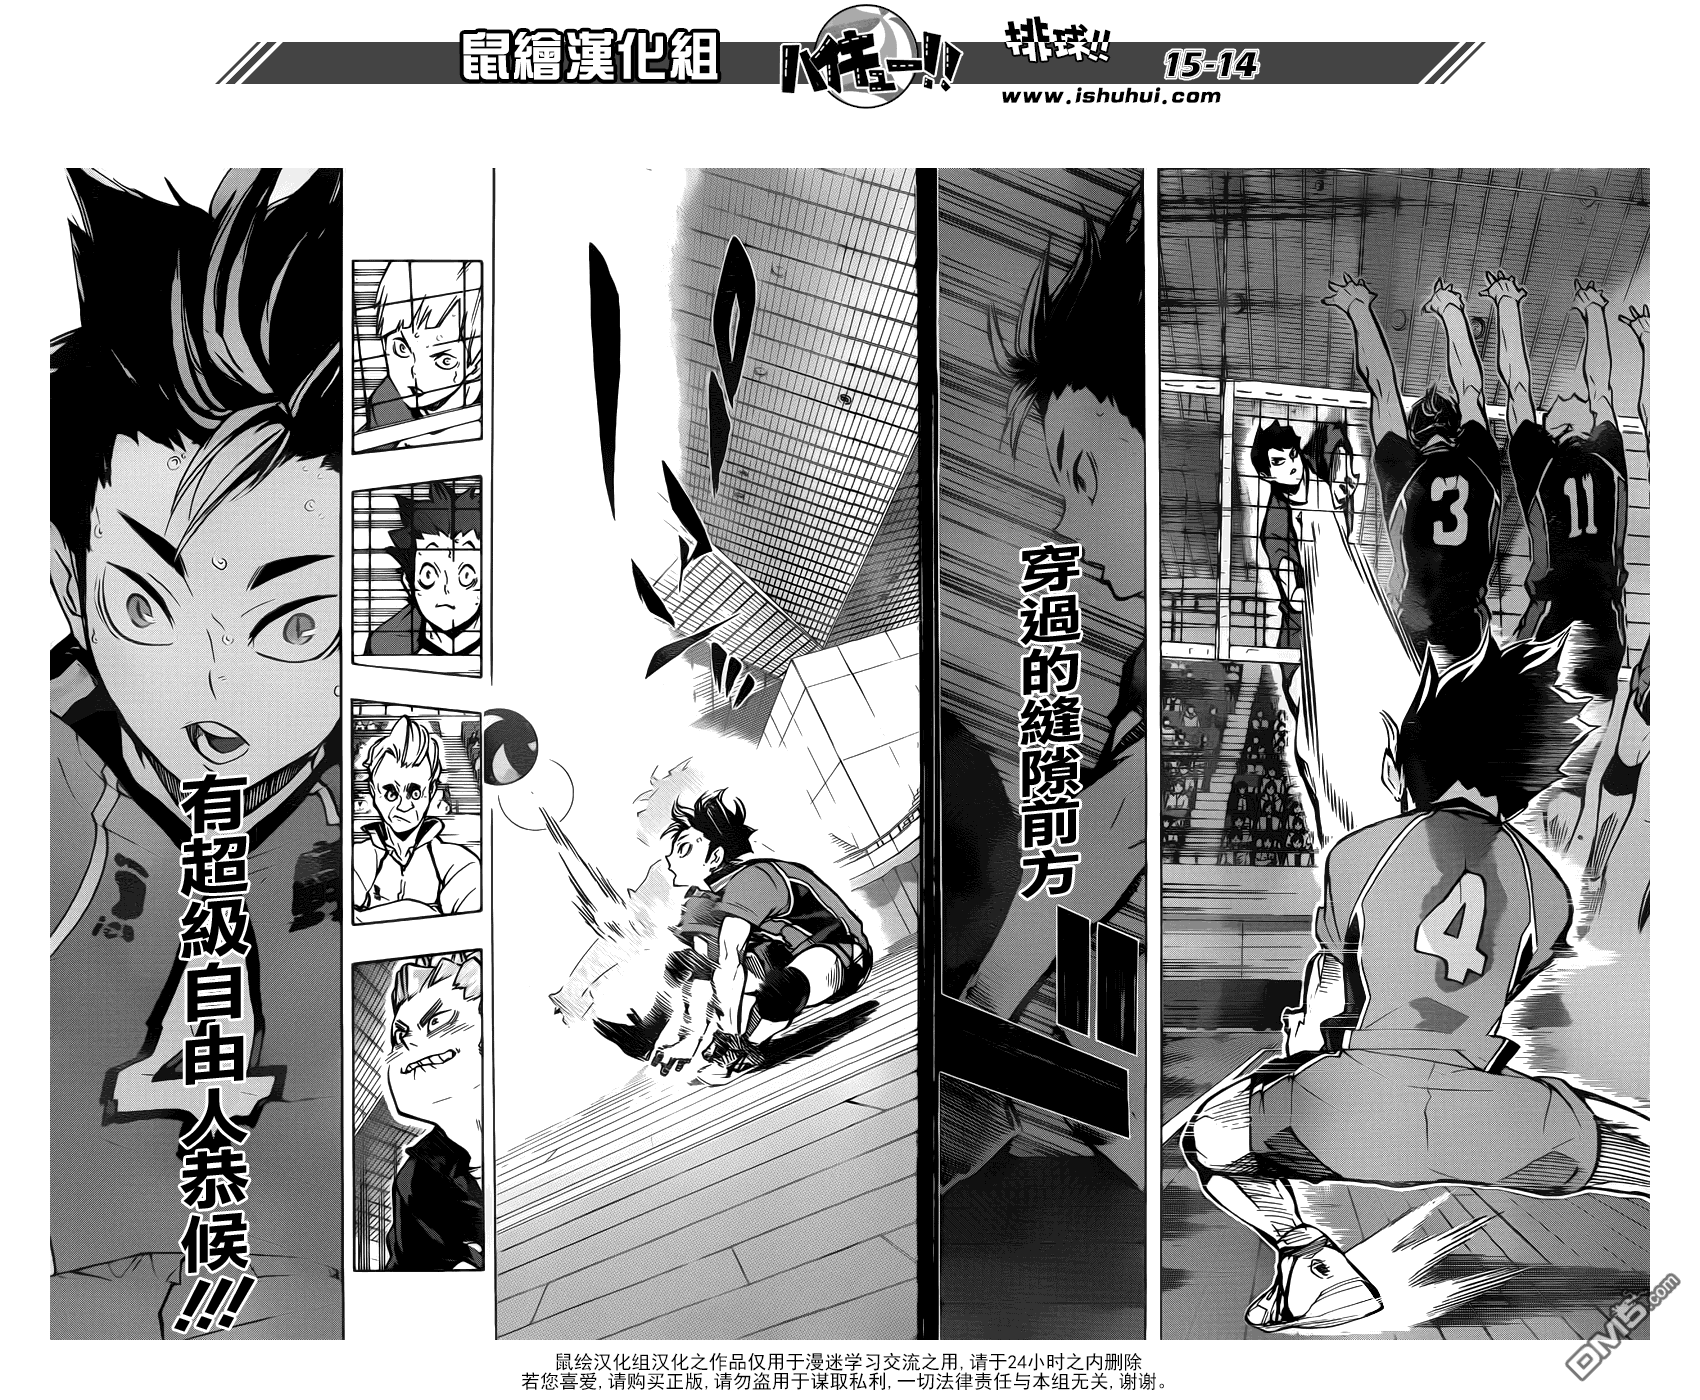 鼠繪漢化組
ハイキュー!!
排球!!
15-14
www.ishuhui.com
3
11
4
穿過的縫隙前方
有超級自由人恭候!!!
4
鼠绘汉化组汉化之作品仅用于漫迷学习交流之用,请于24小时之内删除
若您喜爱,请购买正版,请勿盗用于谋取私利,一切法律责任与本组无关,谢谢。
DM5.com